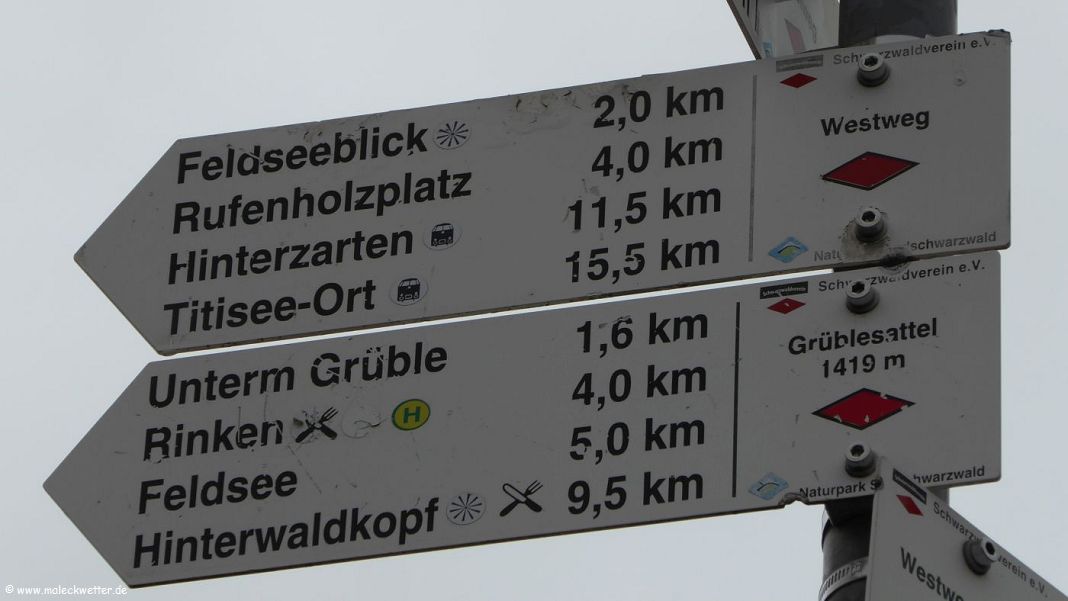 Schwarzwaldverein e.V.
Feldseeblick 2,0 km
Rufenholzplatz 4,0 km
Hinterzarten 11,5 km
Titisee-Ort 15,5 km
Westweg
Schwarzwaldverein e.V.
Unterm Grüble 1,6 km
Rinken H 4,0 km
Feldsee 5,0 km
Hinterwaldkopf 9,5 km
Grüblesattel
1419 m
Naturpark
Westweg
© www.maleckwetter.de